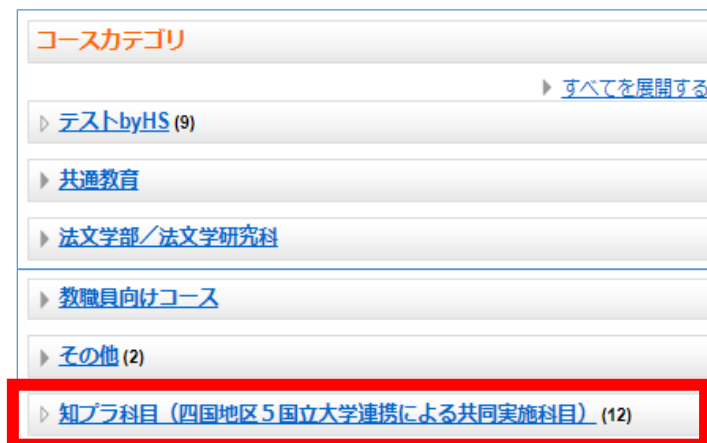 コースカテゴリ
すべてを展開する
テストbyHS (9)
共通教育
法文学部／法文学研究科
教職員向けコース
その他 (2)
知プラ科目（四国地区５国立大学連携による共同実施科目） (12)